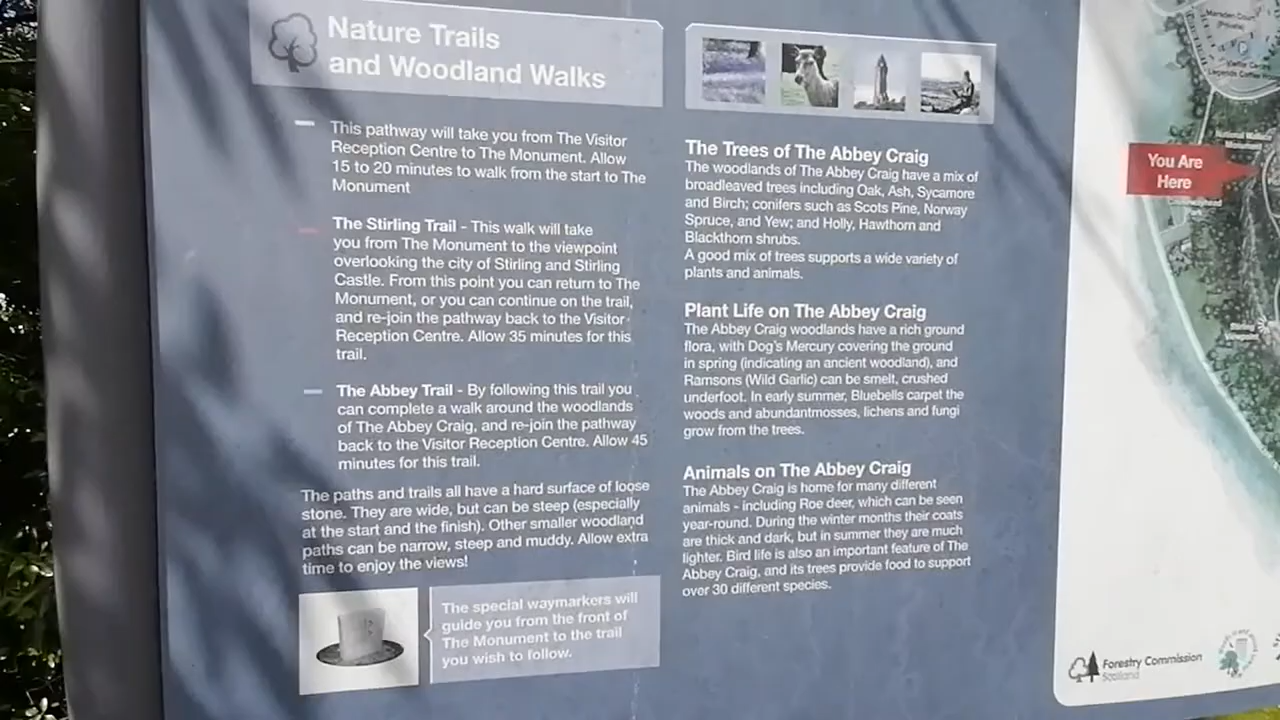 Nature Trails
and Woodland Walks
This pathway will take you from The Visitor
Reception Centre to The Monument. Allow
15 to 20 minutes to walk from the start to The
Monument
The Stirling Trail - This walk will take
you from The Monument to the viewpoint
overlooking the city of Stirling and Stirling
Castle. From this point you can return to The
Monument, or you can continue on the trail,
and re-join the pathway back to the Visitor
Reception Centre. Allow 35 minutes for this
trail.
The Abbey Trail - By following this trail you
can complete a walk around the woodlands
of The Abbey Craig, and re-join the pathway
back to the Visitor Reception Centre. Allow 45
minutes for this trail.
The paths and trails all have a hard surface of loose
stone. They are wide, but can be steep (especially
at the start and the finish). Other smaller woodland
paths can be narrow, steep and muddy. Allow extra
time to enjoy the views!
The special waymarkers will
guide you from the front of
The Monument to the trail
you wish to follow.
The Trees of The Abbey Craig
The woodlands of The Abbey Craig have a mix of
broadleaved trees including Oak, Ash, Sycamore
and Birch; conifers such as Scots Pine, Norway
Spruce, and Yew; and Holly, Hawthorn and
Blackthorn shrubs.
A good mix of trees supports a wide variety of
plants and animals.
Plant Life on The Abbey Craig
The Abbey Craig woodlands have a rich ground
flora, with Dog's Mercury covering the ground
in spring (indicating an ancient woodland), and
Ramsons (Wild Garlic) can be smelt, crushed
underfoot. In early summer, Bluebells carpet the
woods and abundantmosses, lichens and fungi
grow from the trees.
Animals on The Abbey Craig
The Abbey Craig is home for many different
animals - including Roe deer, which can be seen
year-round. During the winter months their coats
are thick and dark, but in summer they are much
lighter. Bird life is also an important feature of The
Abbey Craig, and its trees provide food to support
over 30 different species.
You Are
Here
Forestry Commission
Scotland